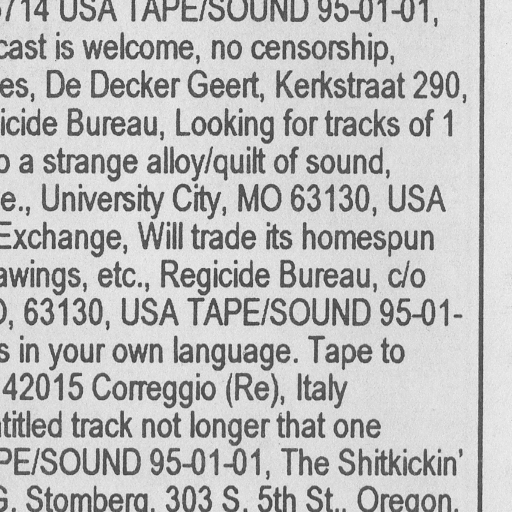 5714 USA TAPE/SOUND 95-01-01,
cast is welcome, no censorship,
es, De Decker Geert, Kerkstraat 290,
icide Bureau, Looking for tracks of 1
o a strange alloy/quilt of sound,
e., University City, MO 63130, USA
Exchange, Will trade its homespun
awings, etc., Regicide Bureau, c/o
O, 63130, USA TAPE/SOUND 95-01-
s in your own language. Tape to
42015 Correggio (Re), Italy
ntitled track not longer that one
PE/SOUND 95-01-01, The Shitkickin'
G. Stomberg, 303 S. 5th St., Oregon,